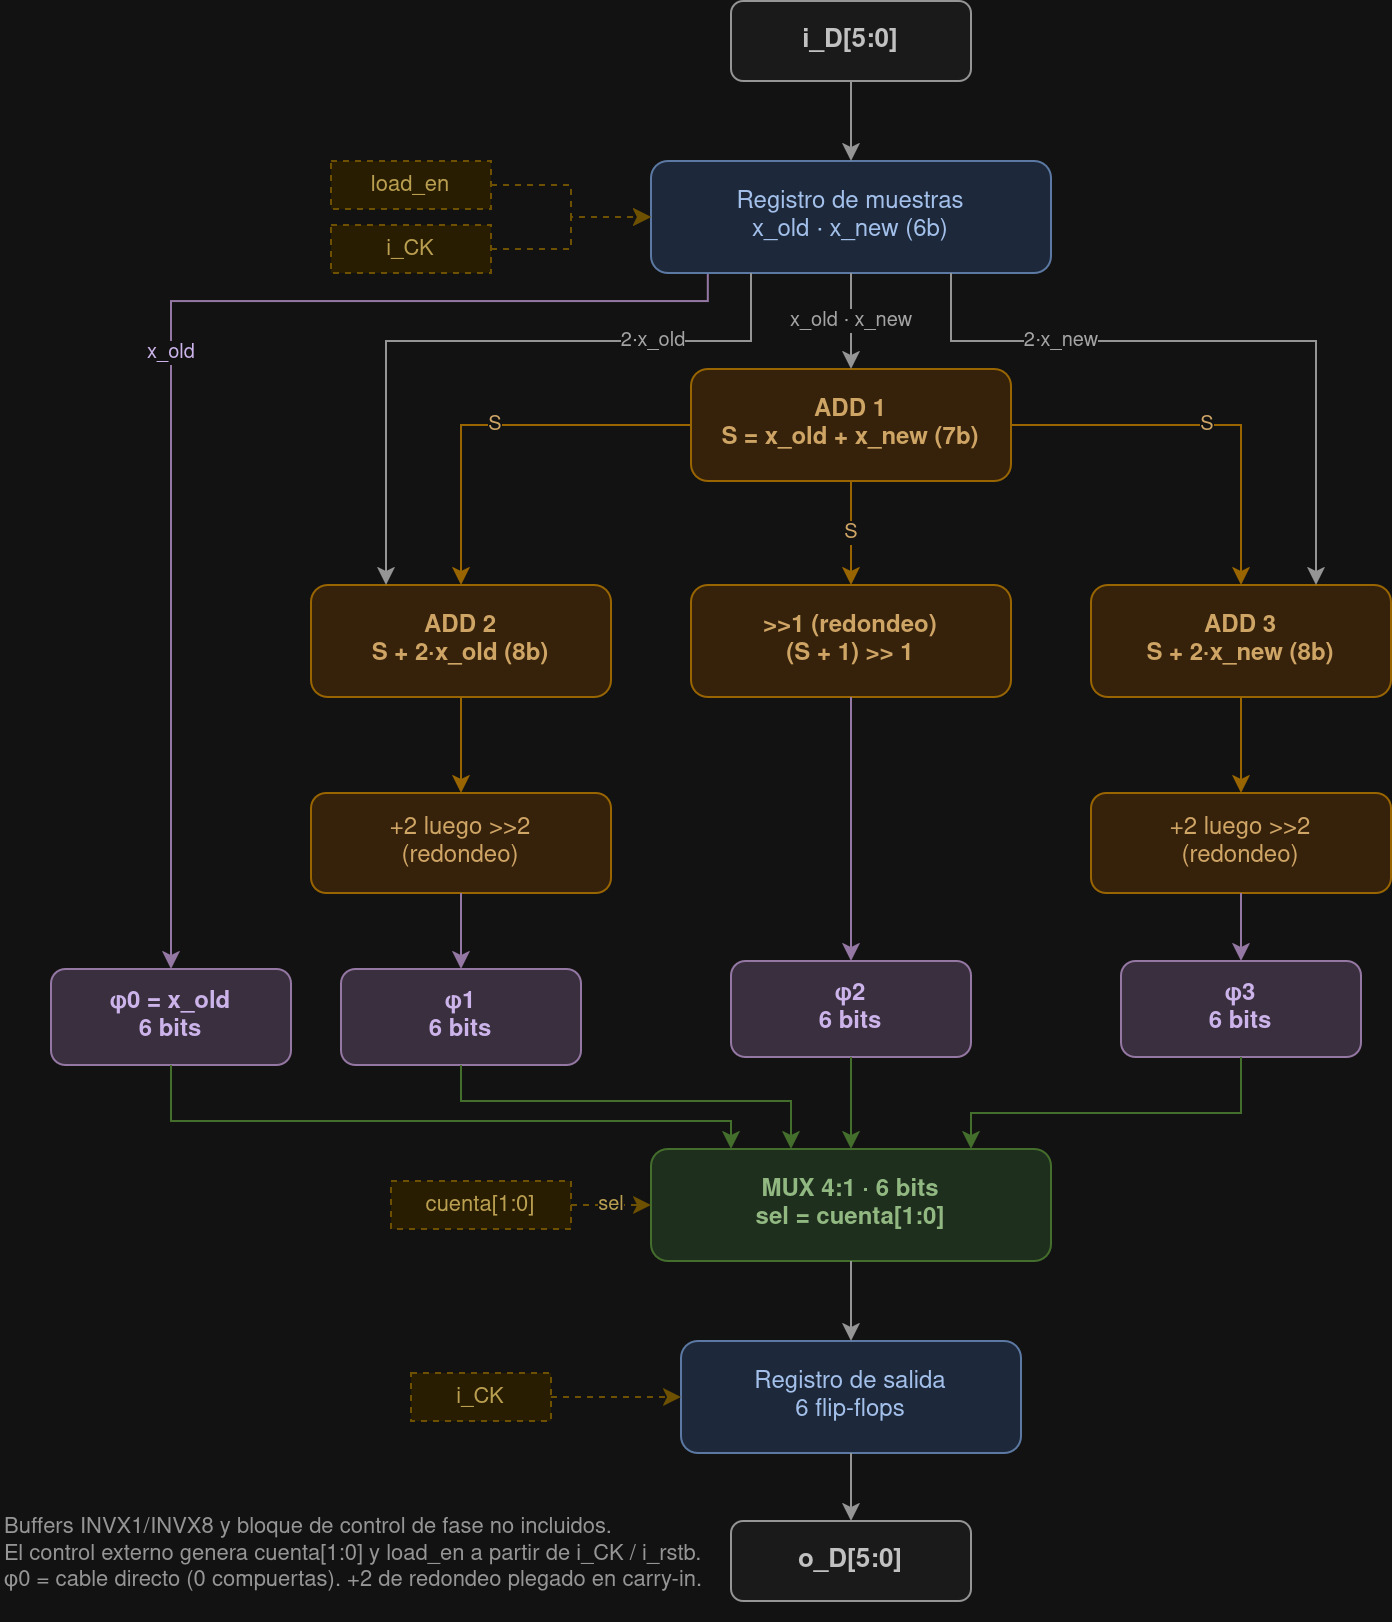 i_D[5:0]
load_en
i_CK
Registro de muestras
x_old · x_new (6b)
x_old
2·x_old
x_old · x_new
2·x_new
ADD 1
S = x_old + x_new (7b)
S
S
S
ADD 2
S + 2·x_old (8b)
>>1 (redondeo)
(S + 1) >> 1
ADD 3
S + 2·x_new (8b)
+2 luego >>2
(redondeo)
+2 luego >>2
(redondeo)
φ0 = x_old
6 bits
φ1
6 bits
φ2
6 bits
φ3
6 bits
cuenta[1:0]
sel
MUX 4:1 · 6 bits
sel = cuenta[1:0]
i_CK
Registro de salida
6 flip-flops
o_D[5:0]
Buffers INVX1/INVX8 y bloque de control de fase no incluidos.
El control externo genera cuenta[1:0] y load_en a partir de i_CK / i_rstb.
φ0 = cable directo (0 compuertas). +2 de redondeo plegado en carry-in.